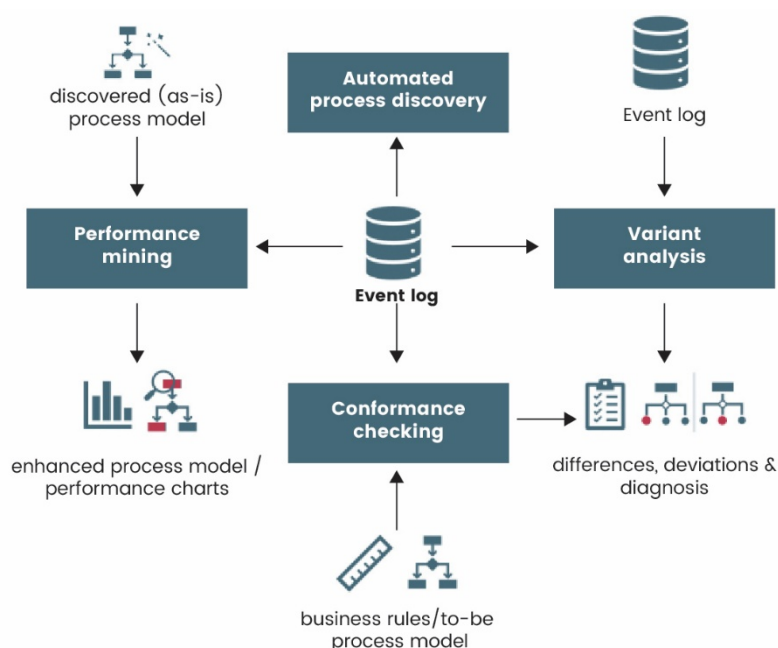 discovered (as-is)
process model
Automated
process discovery
Event log
Performance
mining
Event log
Variant
analysis
enhanced process model /
performance charts
Conformance
checking
differences, deviations &
diagnosis
business rules/to-be
process model